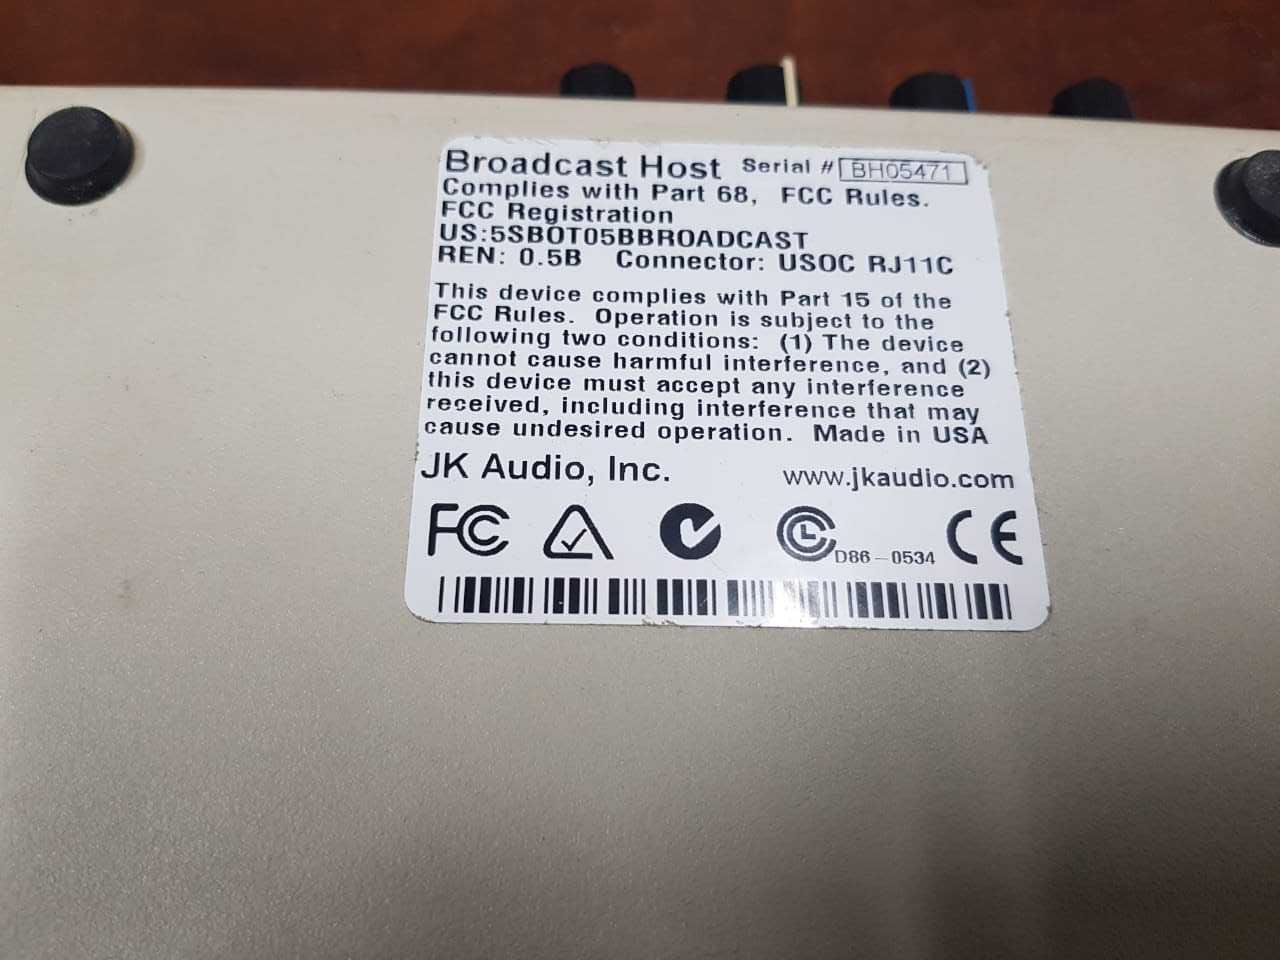 Broadcast Host Serial # BH05471
Complies with Part 68, FCC Rules.
FCC Registration
US:5SBOT05BBROADCAST
REN: 0.5B Connector: USOC RJ11C
This device complies with Part 15 of the
FCC Rules. Operation is subject to the
following two conditions: (1) The device
cannot cause harmful interference, and (2)
this device must accept any interference
received, including interference that may
cause undesired operation. Made in USA
JK Audio, Inc. www.jkaudio.com
FC D86-0534 CE